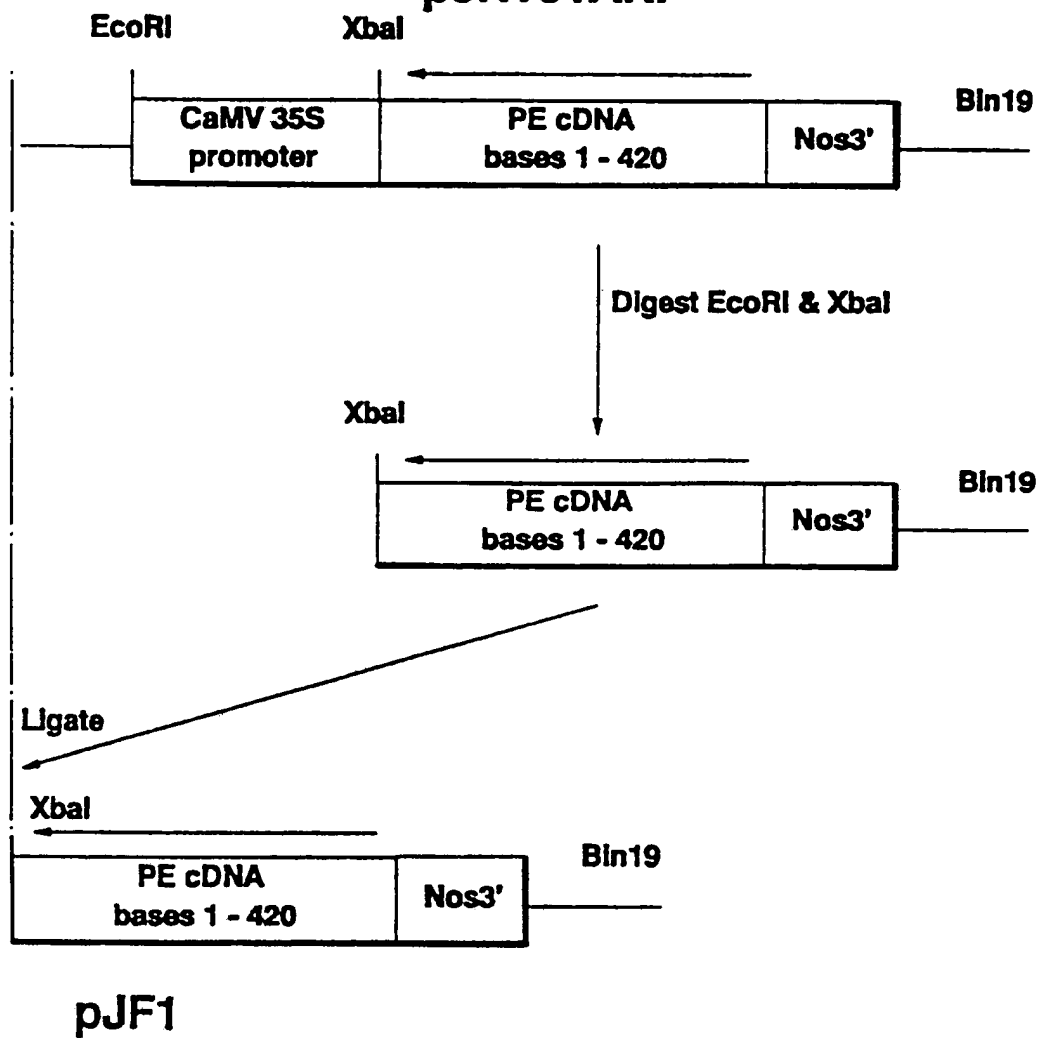 EcoRI XbaI
CaMV 35S
promoter
PE cDNA
bases 1 - 420
Nos3'
Bin19
Digest EcoRI & XbaI
XbaI
PE cDNA
bases 1 - 420
Nos3'
Bin19
Ligate
XbaI
PE cDNA
bases 1 - 420
Nos3'
Bin19
pJF1